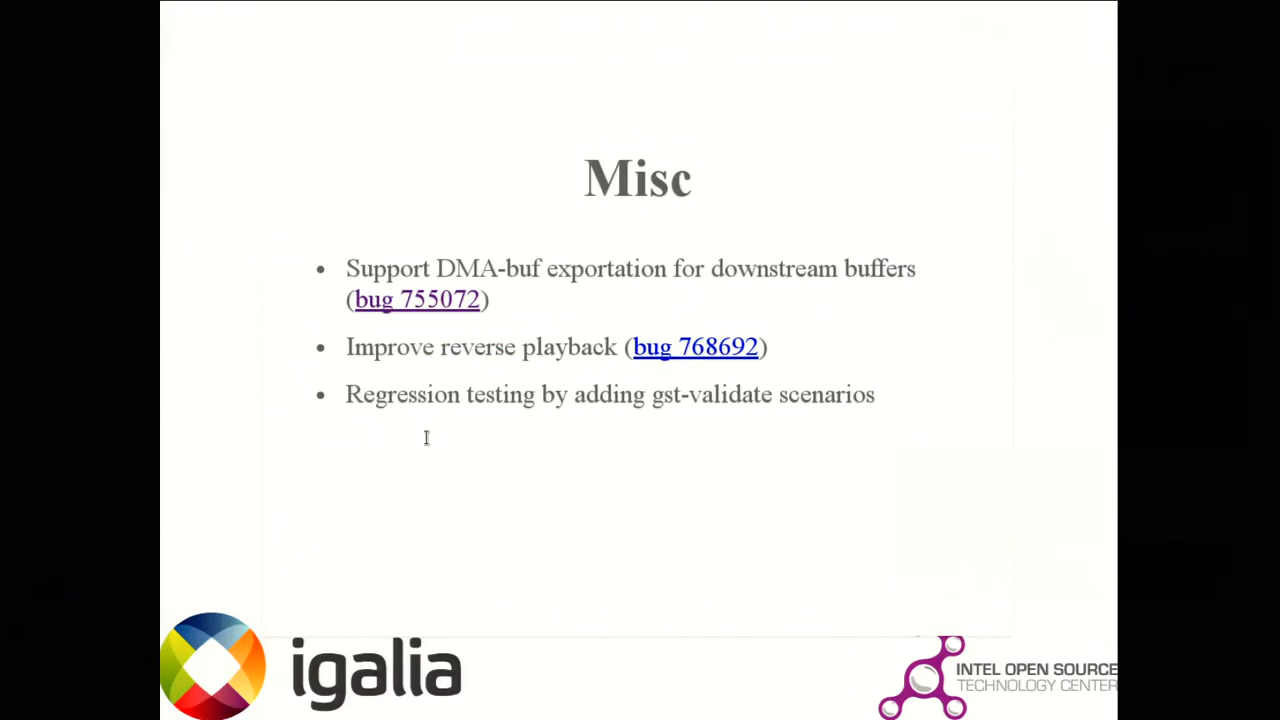 Misc
Support DMA-buf exportation for downstream buffers
(bug 755072)
Improve reverse playback (bug 768692)
Regression testing by adding gst-validate scenarios
igalia
INTEL OPEN SOURCE
TECHNOLOGY CENTER